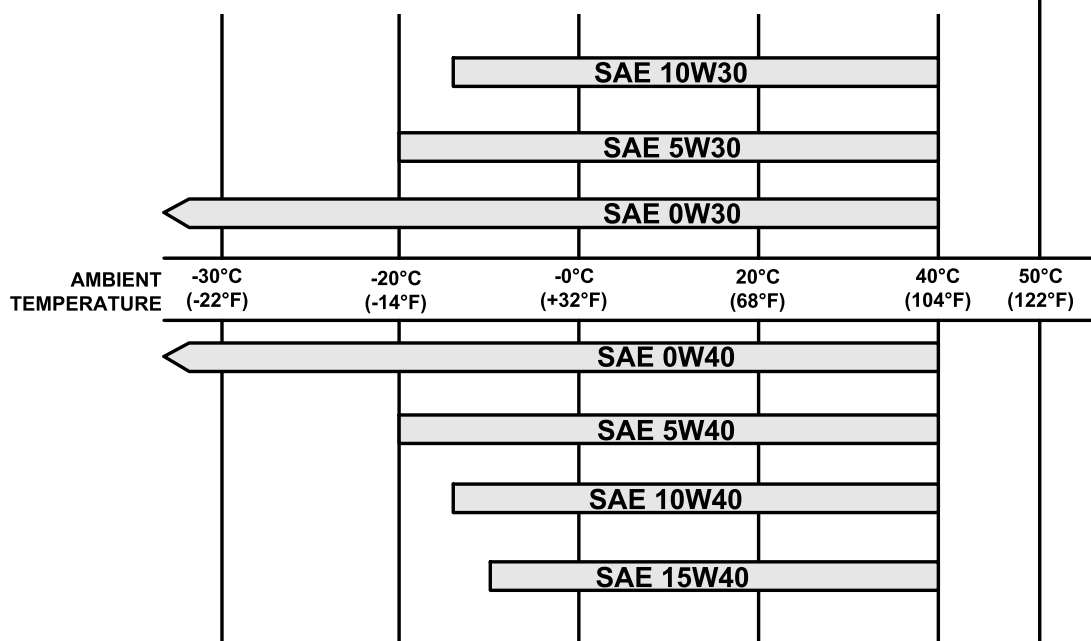 SAE 10W30
SAE 5W30
SAE 0W30
AMBIENT TEMPERATURE
-30°C -20°C -0°C 20°C 40°C 50°C
(-22°F) (-14°F) (+32°F) (68°F) (104°F) (122°F)
SAE 0W40
SAE 5W40
SAE 10W40
SAE 15W40